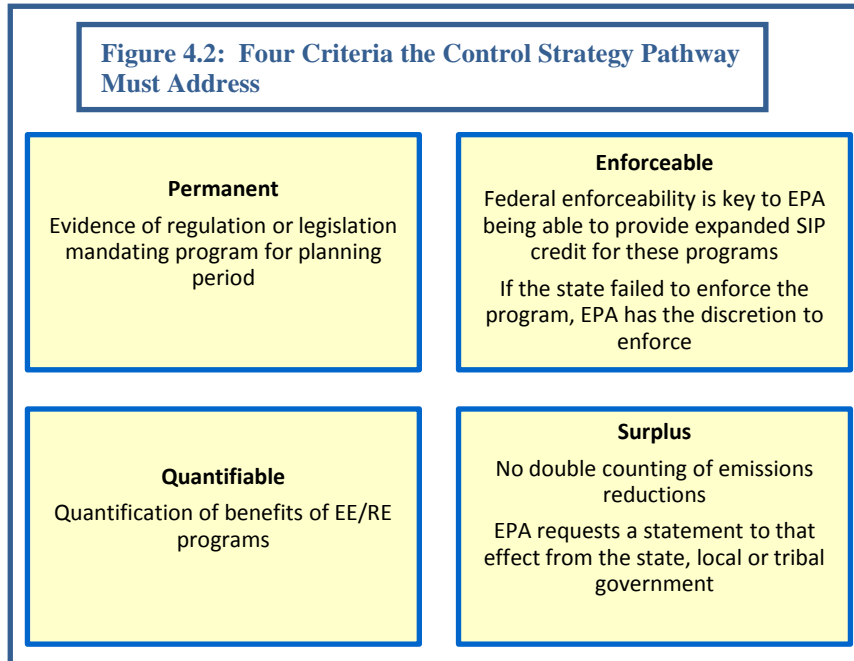 Figure 4.2:  Four Criteria the Control Strategy Pathway
Must Address
Permanent
Evidence of regulation or legislation
mandating program for planning
period
Enforceable
Federal enforceability is key to EPA
being able to provide expanded SIP
credit for these programs
If the state failed to enforce the
program, EPA has the discretion to
enforce
Quantifiable
Quantification of benefits of EE/RE
programs
Surplus
No double counting of emissions
reductions
EPA requests a statement to that
effect from the state, local or tribal
government